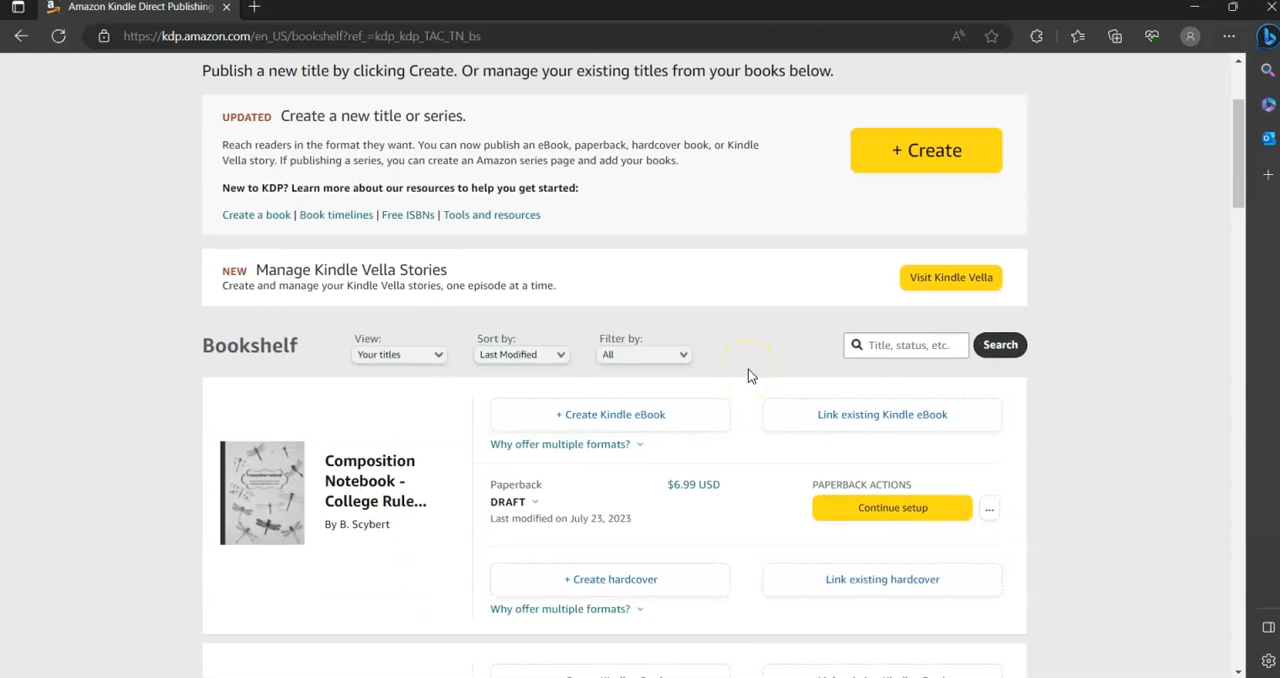 Amazon Kindle Direct Publishing
https://kdp.amazon.com/en_US/bookshelf?ref_=kdp_kdp_TAC_TN_bs
Publish a new title by clicking Create. Or manage your existing titles from your books below.
UPDATED Create a new title or series.
Reach readers in the format they want. You can now publish an eBook, paperback, hardcover book, or Kindle
Vella story. If publishing a series, you can create an Amazon series page and add your books.
+ Create
New to KDP? Learn more about our resources to help you get started:
Create a book | Book timelines | Free ISBNs | Tools and resources
NEW Manage Kindle Vella Stories
Create and manage your Kindle Vella stories, one episode at a time.
Visit Kindle Vella
Bookshelf
View:
Your titles
Sort by:
Last Modified
Filter by:
All
Title, status, etc.
Search
+ Create Kindle eBook
Link existing Kindle eBook
Why offer multiple formats?
Composition
Notebook -
College Rule...
By B. Scybert
Paperback
$6.99 USD
DRAFT
Last modified on July 23, 2023
PAPERBACK ACTIONS
Continue setup
...
+ Create hardcover
Link existing hardcover
Why offer multiple formats?